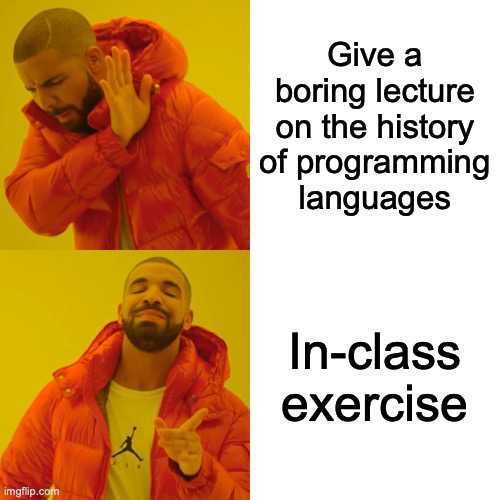 Give a
boring lecture
on the history
of programming
languages
In-class
exercise
imgflip.com